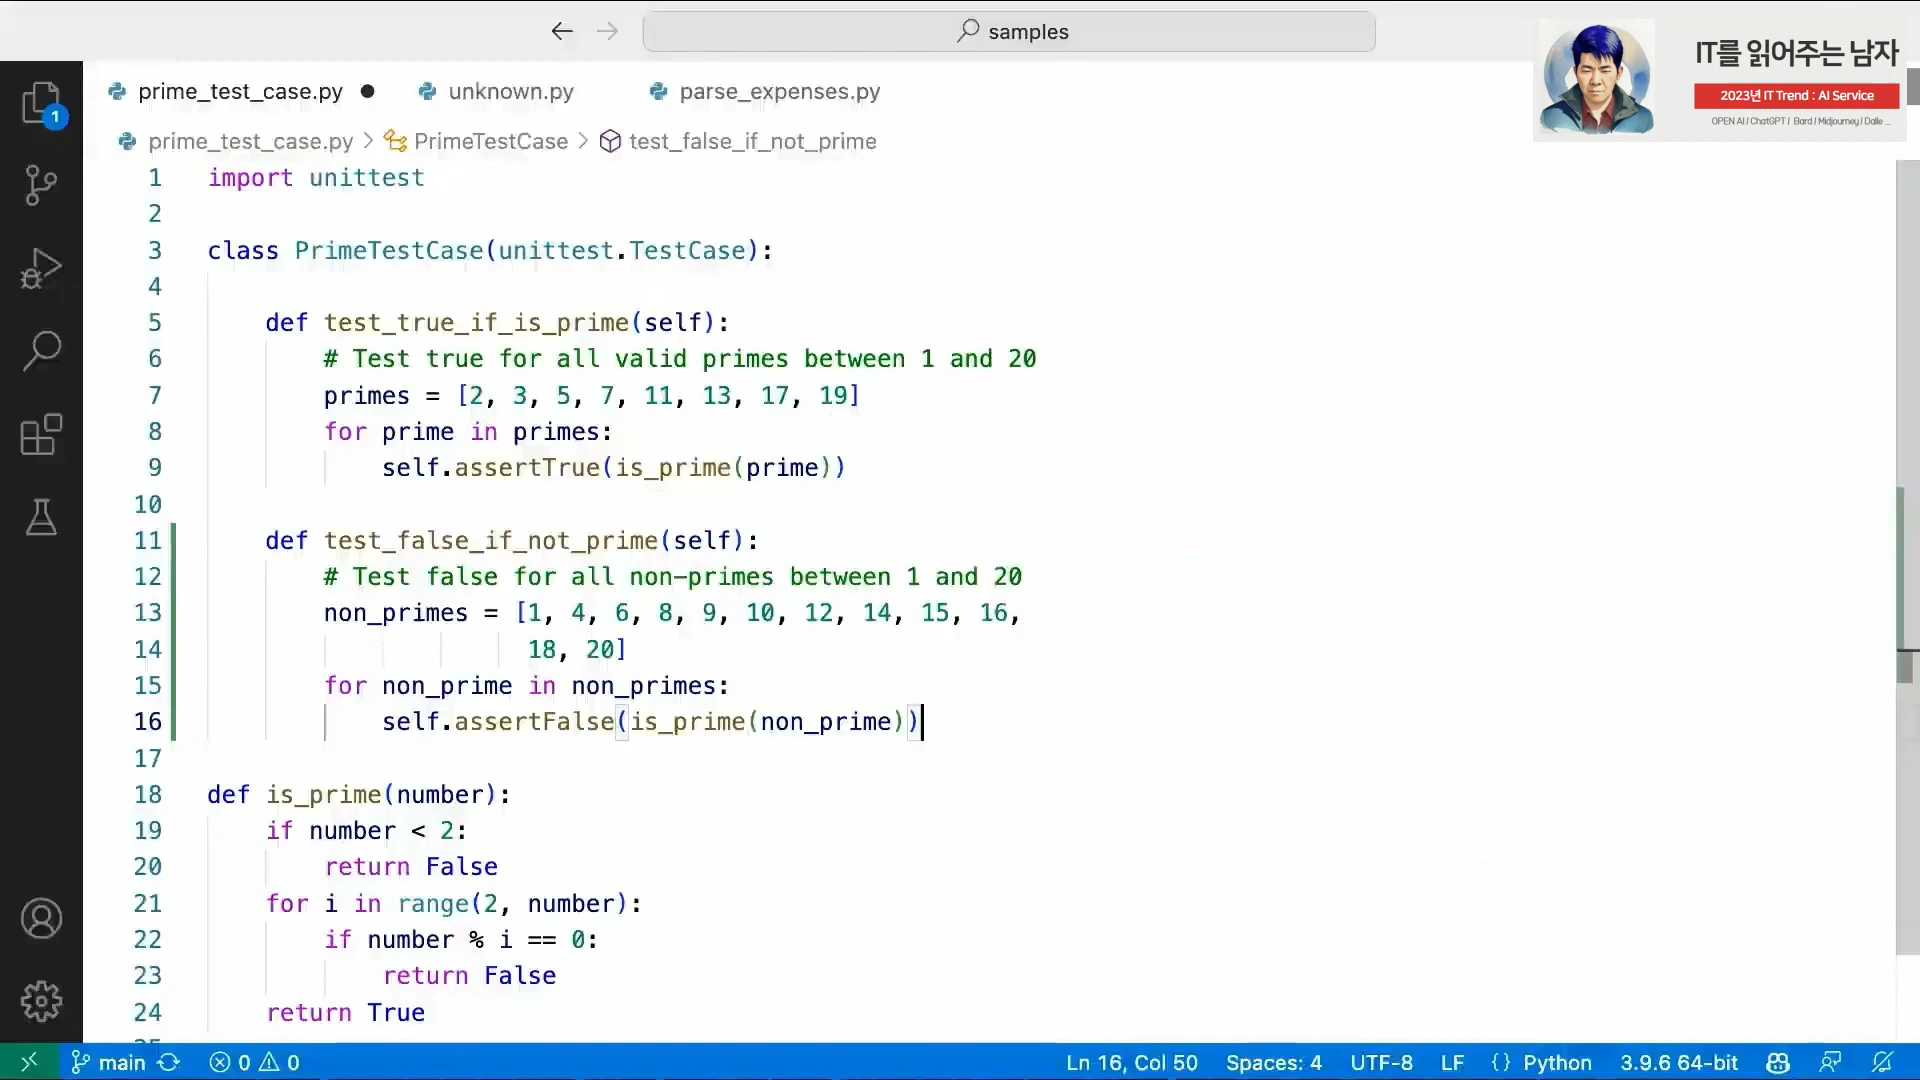 samples
IT를 읽어주는 남자
2023년 IT Trend : AI Service
OPEN AI / ChatGPT / Bard / Midjourney / Dalle ...
prime_test_case.py
unknown.py
parse_expenses.py
prime_test_case.py > PrimeTestCase > test_false_if_not_prime
1
1 import unittest
2
3 class PrimeTestCase(unittest.TestCase):
4
5 def test_true_if_is_prime(self):
6 # Test true for all valid primes between 1 and 20
7 primes = [2, 3, 5, 7, 11, 13, 17, 19]
8 for prime in primes:
9 self.assertTrue(is_prime(prime))
10
11 def test_false_if_not_prime(self):
12 # Test false for all non-primes between 1 and 20
13 non_primes = [1, 4, 6, 8, 9, 10, 12, 14, 15, 16,
14 18, 20]
15 for non_prime in non_primes:
16 self.assertFalse(is_prime(non_prime))
17
18 def is_prime(number):
19 if number < 2:
20 return False
21 for i in range(2, number):
22 if number % i == 0:
23 return False
24 return True
main 0 0 Ln 16, Col 50 Spaces: 4 UTF-8 LF {} Python 3.9.6 64-bit